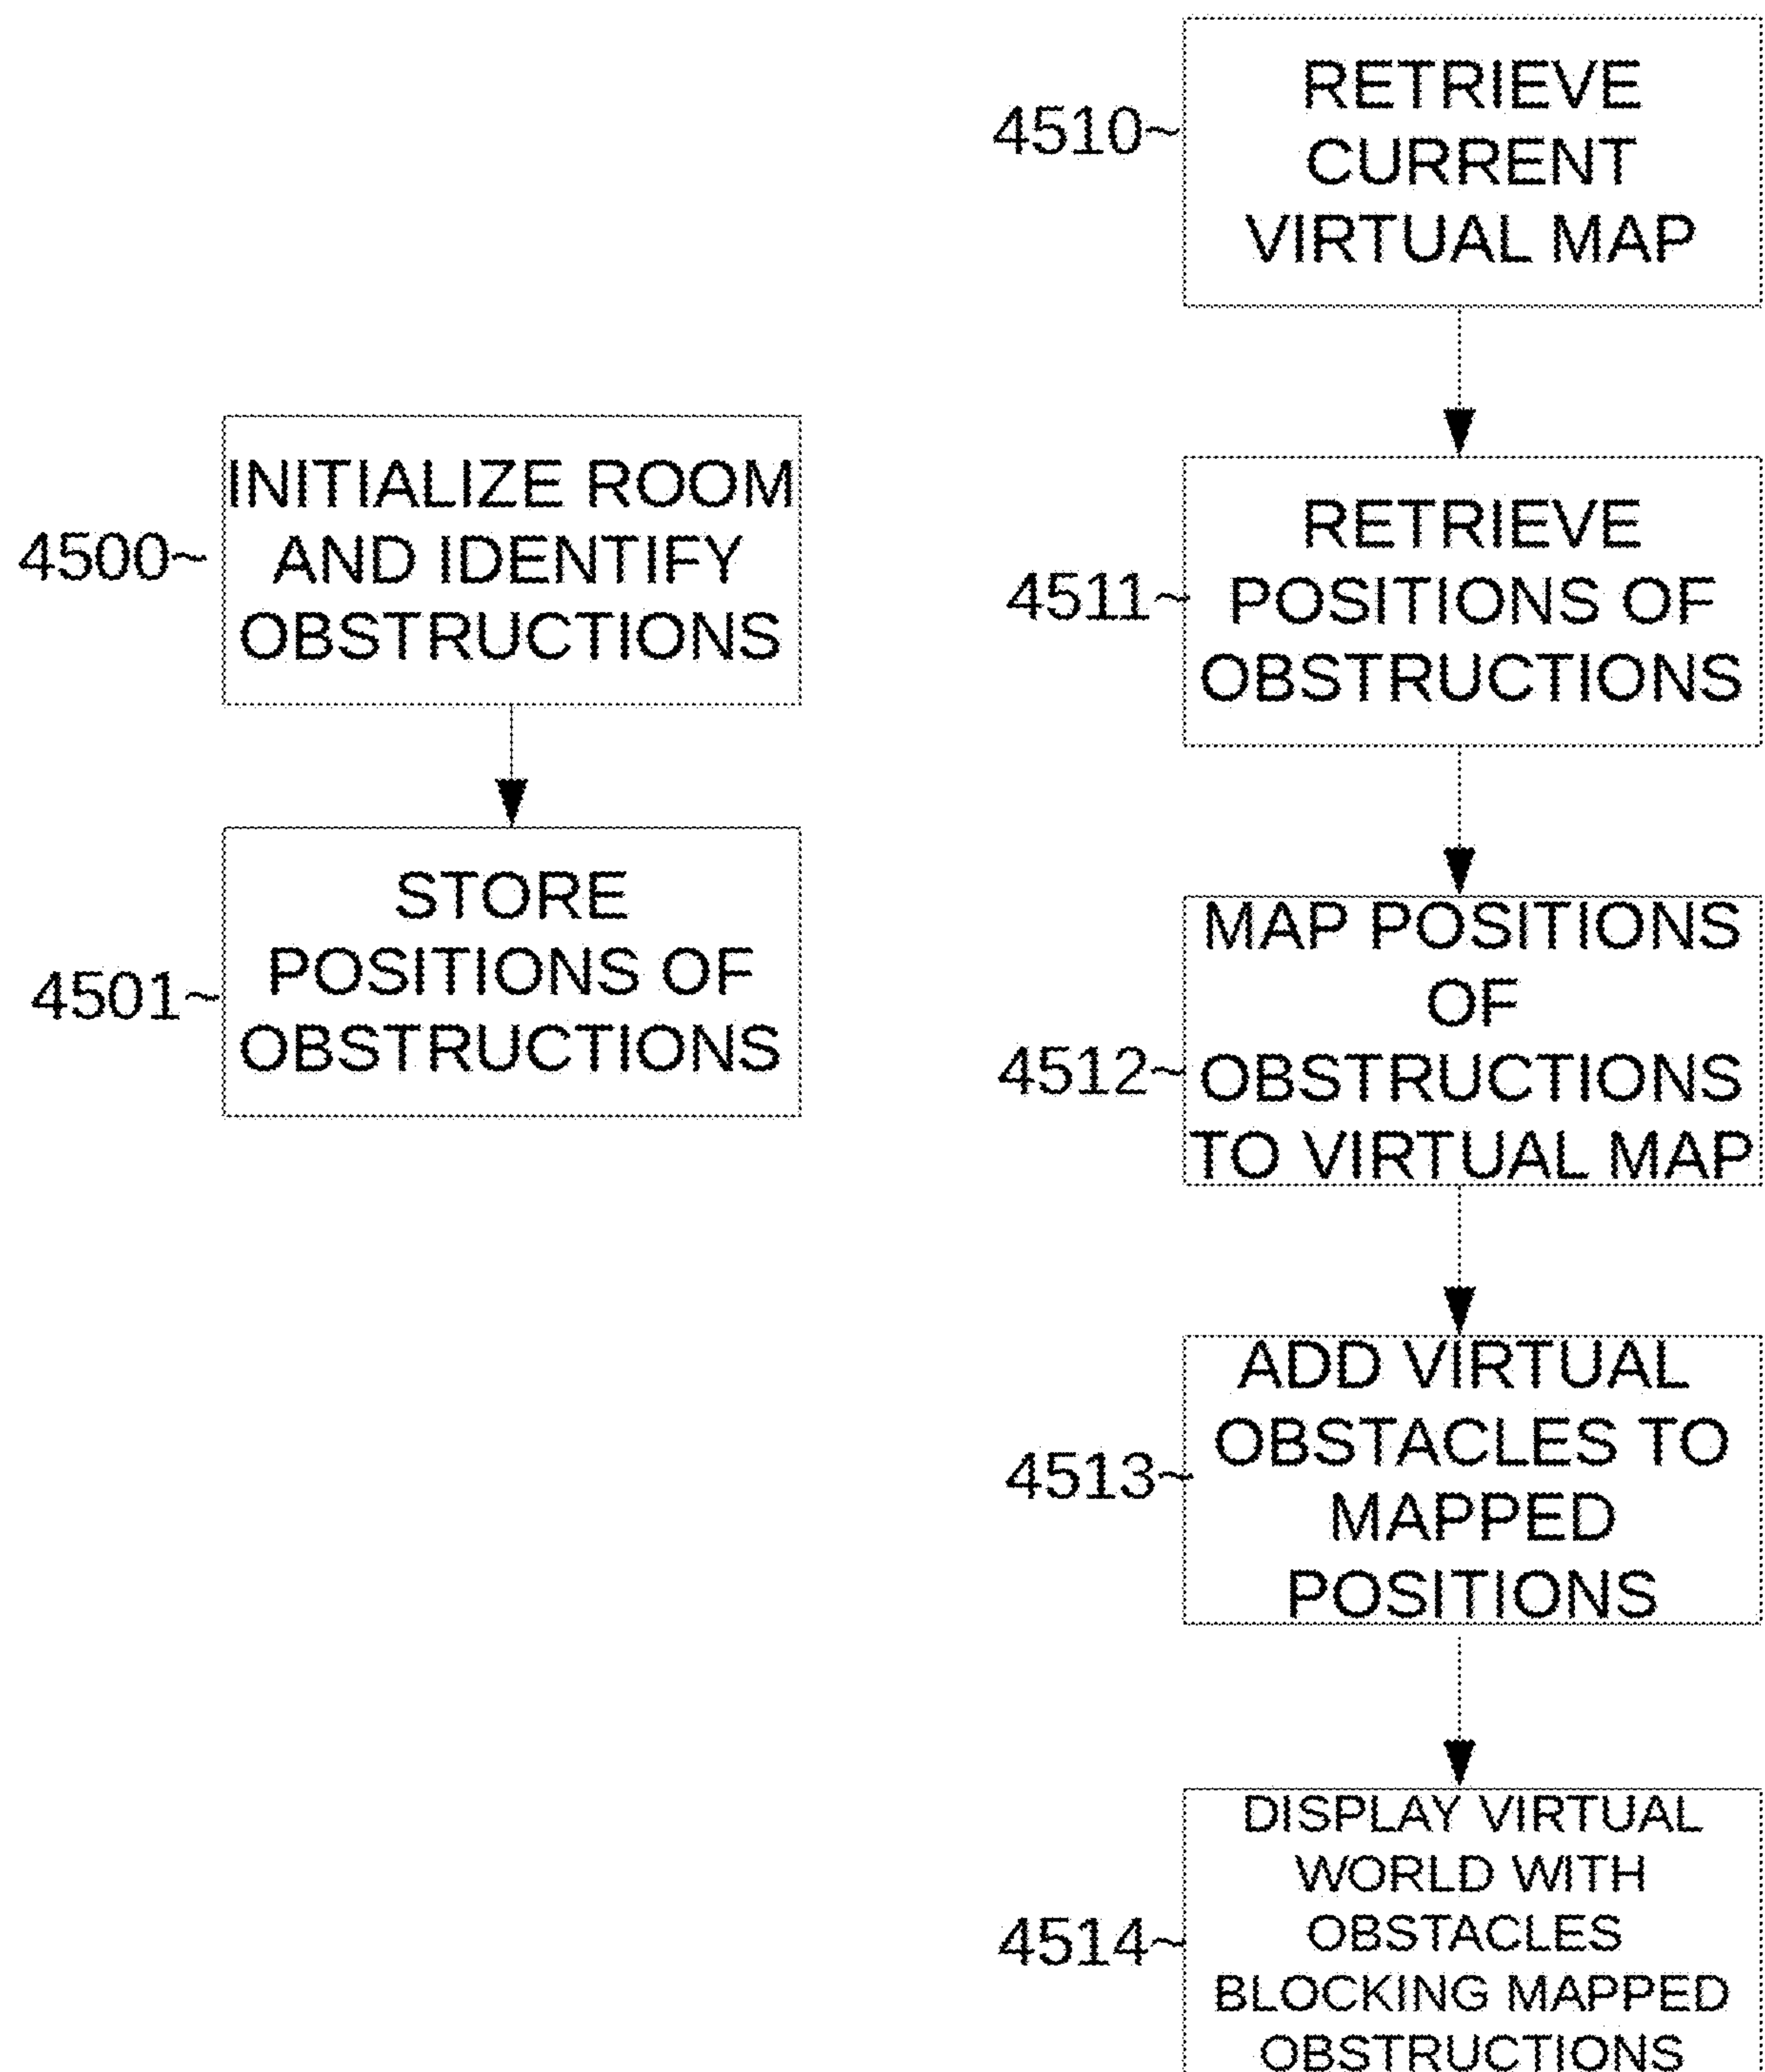 4500~
INITIALIZE ROOM
AND IDENTIFY
OBSTRUCTIONS
4501~
STORE
POSITIONS OF
OBSTRUCTIONS
4510~
RETRIEVE
CURRENT
VIRTUAL MAP
4511~
RETRIEVE
POSITIONS OF
OBSTRUCTIONS
4512~
MAP POSITIONS
OF
OBSTRUCTIONS
TO VIRTUAL MAP
4513~
ADD VIRTUAL
OBSTACLES TO
MAPPED
POSITIONS
4514~
DISPLAY VIRTUAL
WORLD WITH
OBSTACLES
BLOCKING MAPPED
OBSTRUCTIONS